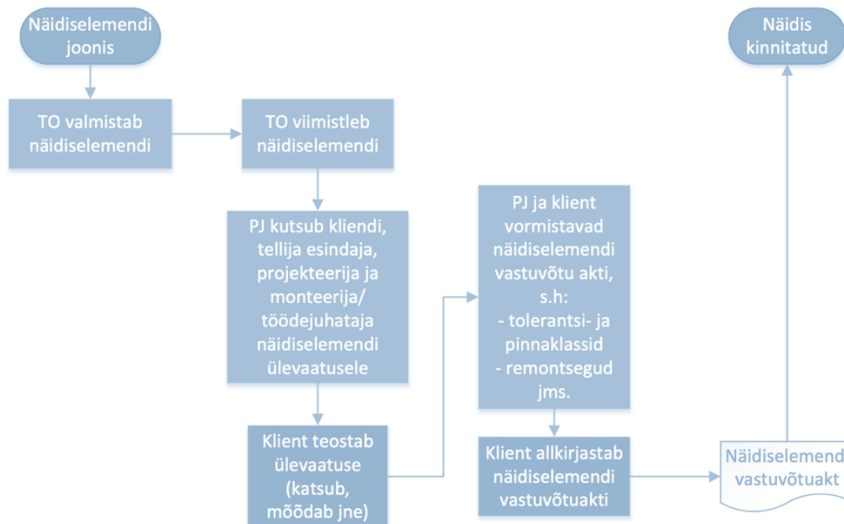 Näidiselemendi
joonis
TO valmistab
näidiselemendi
TO viimistleb
näidiselemendi
PJ kutsub kliendi,
tellija esindaja,
projekteerija ja
monteerija/
töödejuhataja
näidiselemendi
ülevaatusele
Klient teostab
ülevaatuse
(katsub,
mõõdab jne)
PJ ja klient
vormistavad
näidiselemendi
vastuvõtu akti,
s.h:
- tolerantsi- ja
pinnaklassid
- remontsegud
jms.
Klient allkirjastab
näidiselemendi
vastuvõtuakti
Näidiselemend
vastuvõtuakt
Näidis
kinnitatud